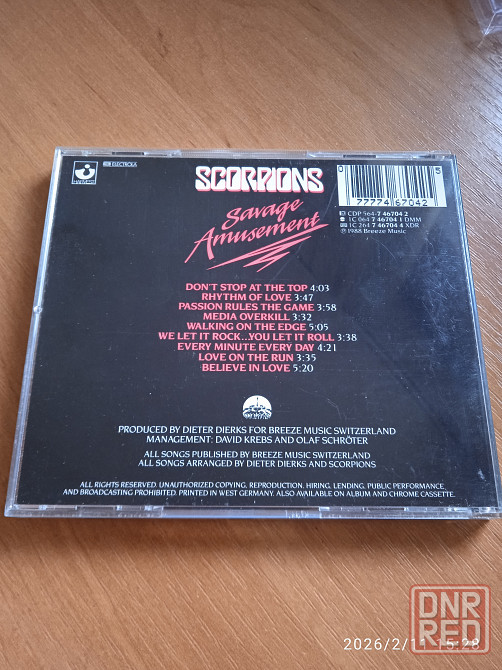 HARVEST
EMI ELECTROLA
SCORPIONS
Savage
Amusement
0 77774 67042 5
CDP 564-7 46704 2
1C 064 7 46704 1 DMM
1C 264 7 46704 4 XDR
℗ 1988 Breeze Music
DON'T STOP AT THE TOP 4:03
RHYTHM OF LOVE 3:47
PASSION RULES THE GAME 3:58
MEDIA OVERKILL 3:32
WALKING ON THE EDGE 5:05
WE LET IT ROCK...YOU LET IT ROLL 3:38
EVERY MINUTE EVERY DAY 4:21
LOVE ON THE RUN 3:35
BELIEVE IN LOVE 5:20
PRODUCED BY DIETER DIERKS FOR BREEZE MUSIC SWITZERLAND
MANAGEMENT: DAVID KREBS AND OLAF SCHRÖTER
ALL SONGS PUBLISHED BY BREEZE MUSIC SWITZERLAND
ALL SONGS ARRANGED BY DIETER DIERKS AND SCORPIONS
ALL RIGHTS RESERVED. UNAUTHORIZED COPYING, REPRODUCTION, HIRING, LENDING, PUBLIC PERFORMANCE,
AND BROADCASTING PROHIBITED. PRINTED IN WEST GERMANY. ALSO AVAILABLE ON ALBUM AND CHROME CASSETTE.
DNR
RED
2026/2/11 15:28